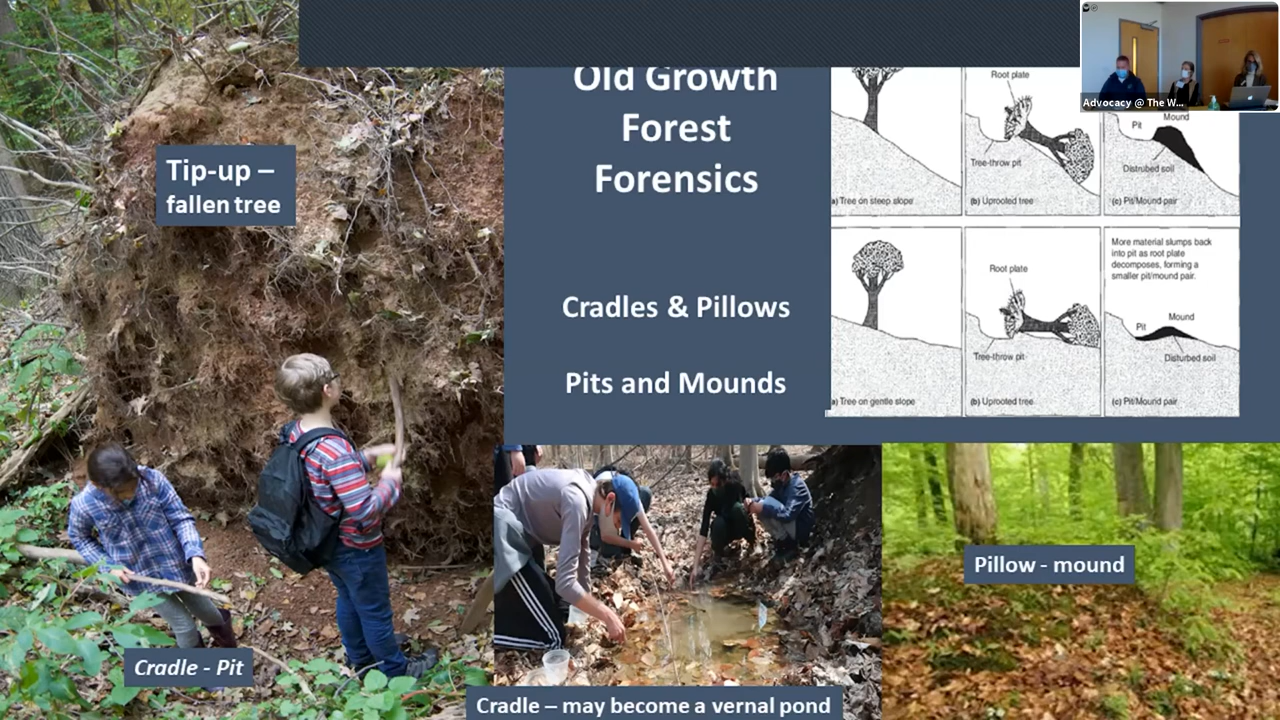 Old Growth
Forest
Forensics
Cradles & Pillows
Pits and Mounds
Tip-up –
fallen tree
Cradle - Pit
Cradle – may become a vernal pond
Pillow - mound
Root plate
Tree-throw pit
Pit
Mound
Distrubed soil
a) Tree on steep slope
(b) Uprooted tree
(c) Pit/Mound pair
Root plate
Tree-throw pit
More material slumps back
into pit as root plate
decomposes, forming a
smaller pit/mound pair.
Pit
Mound
Disturbed soil
a) Tree on gentle slope
(b) Uprooted tree
(c) Pit/Mound pair
Advocacy @ The W...